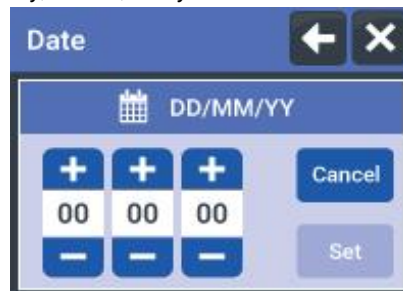 Date
DD/MM/YY
+ + +
00 00 00 Cancel
- - - Set